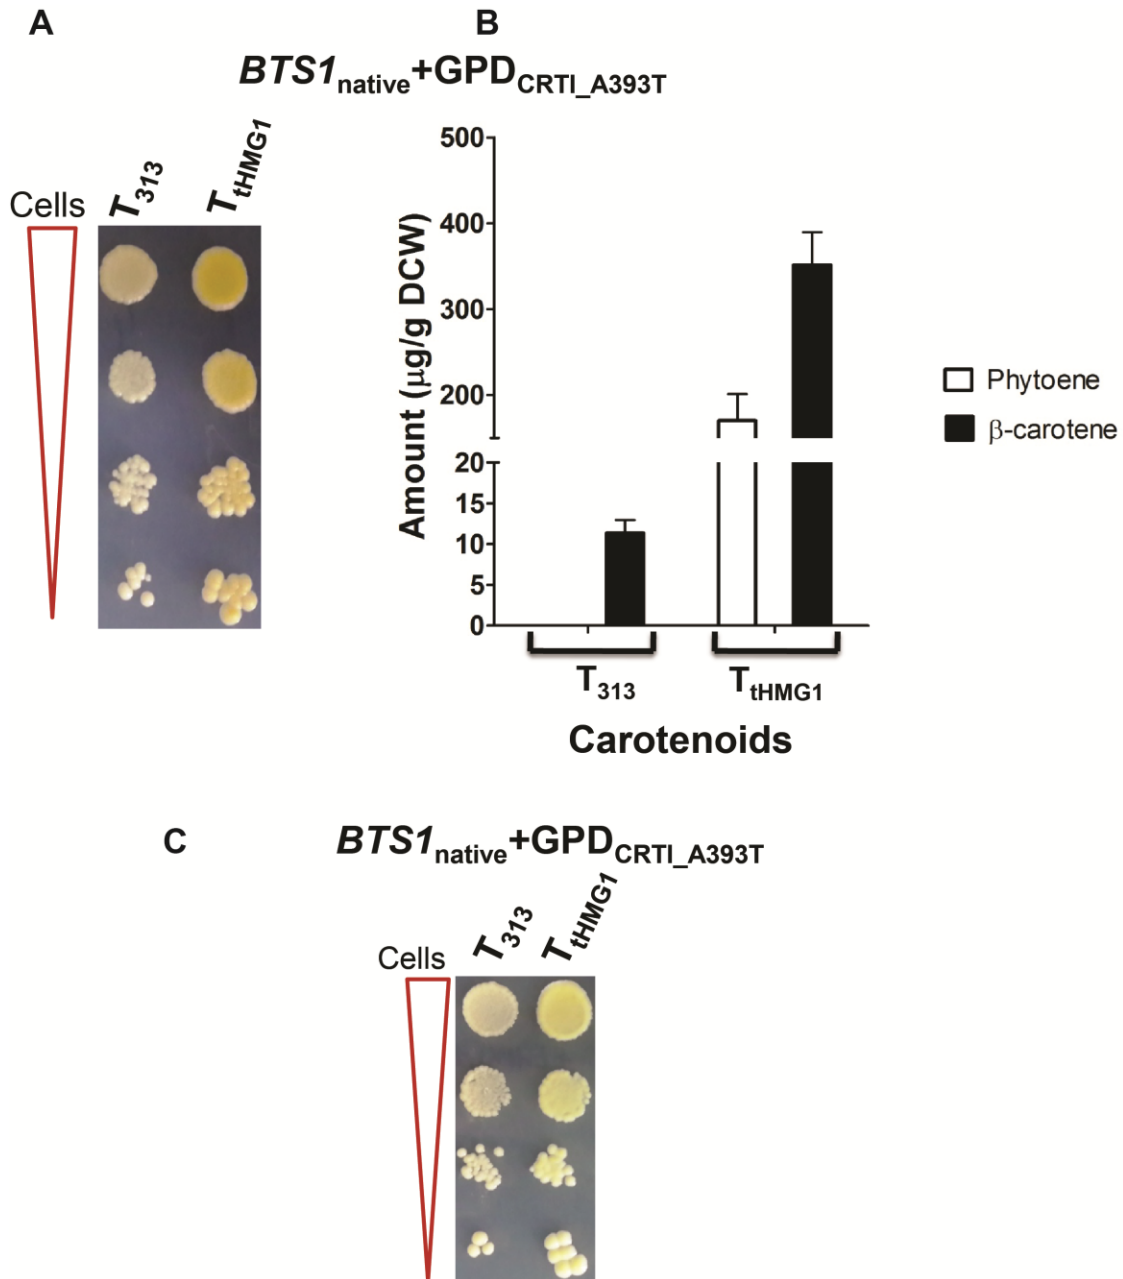 A
B
BTS1native+GPDCRTI_A393T
Cells
T313
TtHMG1
500
400
300
200
20
15
10
5
0
Amount (μg/g DCW)
Phytoene
β-carotene
T313
TtHMG1
Carotenoids
C
BTS1native+GPDCRTI_A393T
Cells
T313
TtHMG1